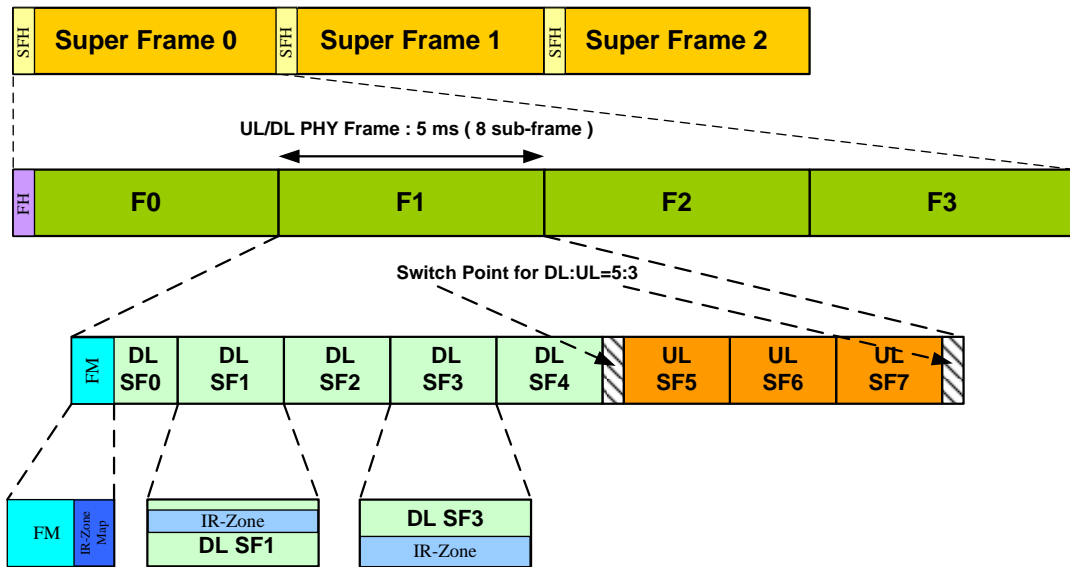 SFH
Super Frame 0
SFH
Super Frame 1
SFH
Super Frame 2
UL/DL PHY Frame : 5 ms ( 8 sub-frame )
FH
F0
F1
F2
F3
Switch Point for DL:UL=5:3
FM
DL
SF0
DL
SF1
DL
SF2
DL
SF3
DL
SF4
UL
SF5
UL
SF6
UL
SF7
FM
IR-Zone
Map
IR-Zone
DL SF1
DL SF3
IR-Zone